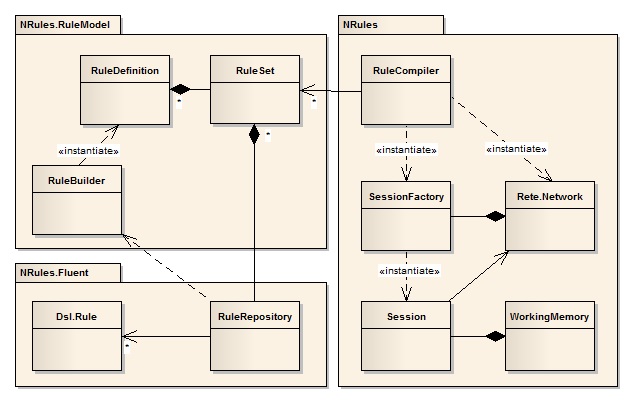 NRules.RuleModel
NRules
RuleDefinition
RuleSet
RuleCompiler
*
*
*
«instantiate»
«instantiate»
«instantiate»
RuleBuilder
SessionFactory
Rete.Network
NRules.Fluent
«instantiate»
Dsl.Rule
RuleRepository
Session
WorkingMemory
*